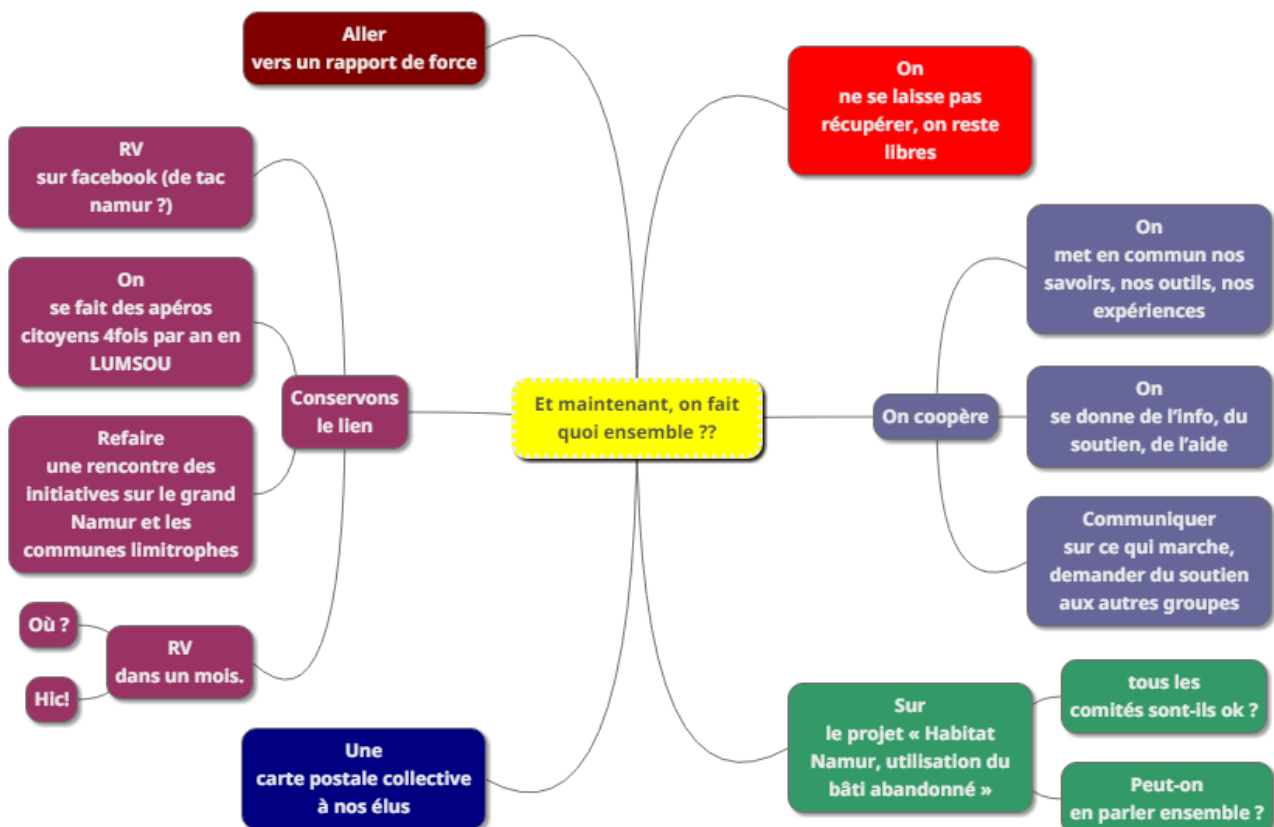 Aller
vers un rapport de force
On
ne se laisse pas
récupérer, on reste
libres
RV
sur facebook (de tac
namur ?)
On
se fait des apéros
citoyens 4fois par an en
LUMSOU
Refaire
une rencontre des
initiatives sur le grand
Namur et les
communes limitrophes
Où ?
Hic!
RV
dans un mois.
Conservons
le lien
Et maintenant, on fait
quoi ensemble ??
On coopère
On
met en commun nos
savoirs, nos outils, nos
expériences
On
se donne de l’info, du
soutien, de l’aide
Communiquer
sur ce qui marche,
demander du soutien
aux autres groupes
Une
carte postale collective
à nos élus
Sur
le projet « Habitat
Namur, utilisation du
bâti abandonné »
tous les
comités sont-ils ok ?
Peut-on
en parler ensemble ?